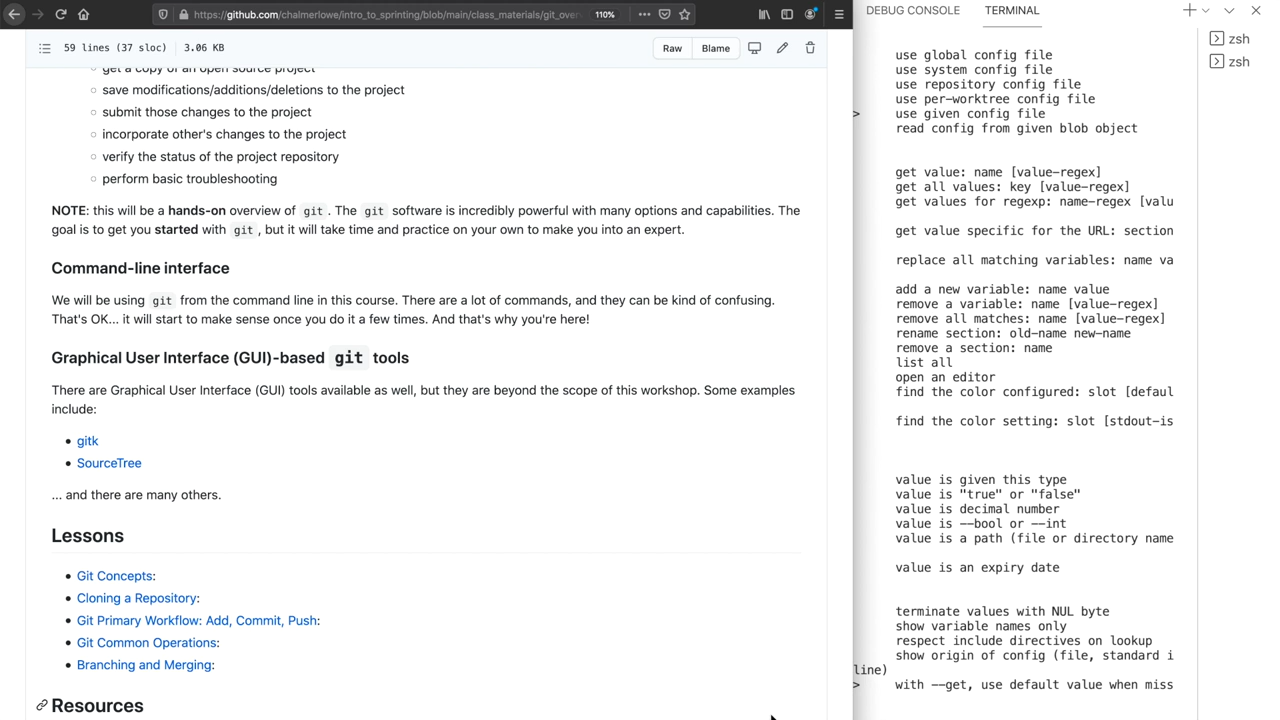 https://github.com/chalmerlowe/intro_to_sprinting/blob/main/class_materials/git_over
110%
59 lines (37 sloc) 3.06 KB
Raw
Blame
get a copy of an open source project
save modifications/additions/deletions to the project
submit those changes to the project
incorporate other's changes to the project
verify the status of the project repository
perform basic troubleshooting
NOTE: this will be a hands-on overview of git. The git software is incredibly powerful with many options and capabilities. The
goal is to get you started with git, but it will take time and practice on your own to make you into an expert.
Command-line interface
We will be using git from the command line in this course. There are a lot of commands, and they can be kind of confusing.
That's OK... it will start to make sense once you do it a few times. And that's why you're here!
Graphical User Interface (GUI)-based git tools
There are Graphical User Interface (GUI) tools available as well, but they are beyond the scope of this workshop. Some examples
include:
gitk
SourceTree
... and there are many others.
Lessons
Git Concepts:
Cloning a Repository:
Git Primary Workflow: Add, Commit, Push:
Git Common Operations:
Branching and Merging:
Resources
DEBUG CONSOLE
TERMINAL
zsh
zsh
use global config file
use system config file
use repository config file
use per-worktree config file
> use given config file
read config from given blob object
get value: name [value-regex]
get all values: key [value-regex]
get values for regexp: name-regex [valu
get value specific for the URL: section
replace all matching variables: name va
add a new variable: name value
remove a variable: name [value-regex]
remove all matches: name [value-regex]
rename section: old-name new-name
remove a section: name
list all
open an editor
find the color configured: slot [defaul
find the color setting: slot [stdout-is
value is given this type
value is "true" or "false"
value is decimal number
value is --bool or --int
value is a path (file or directory name
value is an expiry date
terminate values with NUL byte
show variable names only
respect include directives on lookup
show origin of config (file, standard i
line)
> with --get, use default value when miss